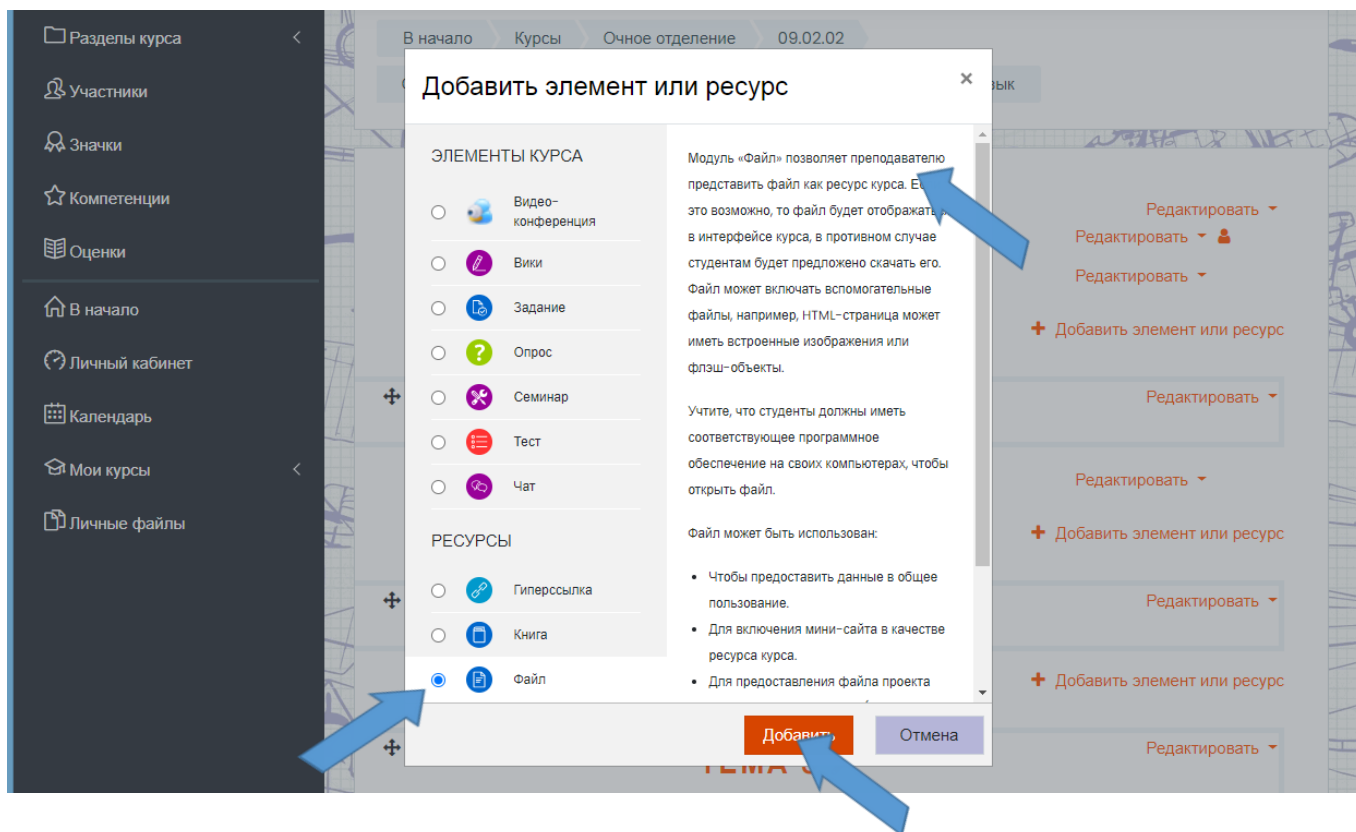 Разделы курса
Участники
Значки
Компетенции
Оценки
В начало
Личный кабинет
Календарь
Мои курсы
Личные файлы
В начало Курсы Очное отделение 09.02.02
Добавить элемент или ресурс ×
ЭЛЕМЕНТЫ КУРСА
Видео-
конференция
Вики
Задание
Опрос
Семинар
Тест
Чат
РЕСУРСЫ
Гиперссылка
Книга
Файл
Модуль «Файл» позволяет преподавателю
представить файл как ресурс курса.
это возможно, то файл будет отображаться
в интерфейсе курса, в противном случае
студентам будет предложено скачать его.
Файл может включать вспомогательные
файлы, например, HTML-страница может
иметь встроенные изображения или
флэш-объекты.
Учтите, что студенты должны иметь
соответствующее программное
обеспечение на своих компьютерах, чтобы
открыть файл.
Файл может быть использован:
• Чтобы предоставить данные в общее
пользование.
• Для включения мини-сайта в качестве
ресурса курса.
• Для предоставления файла проекта
Добавить Отмена
Редактировать
Редактировать
Редактировать
+ Добавить элемент или ресурс
Редактировать
Редактировать
+ Добавить элемент или ресурс
Редактировать
+ Добавить элемент или ресурс
Редактировать
ТЕМА